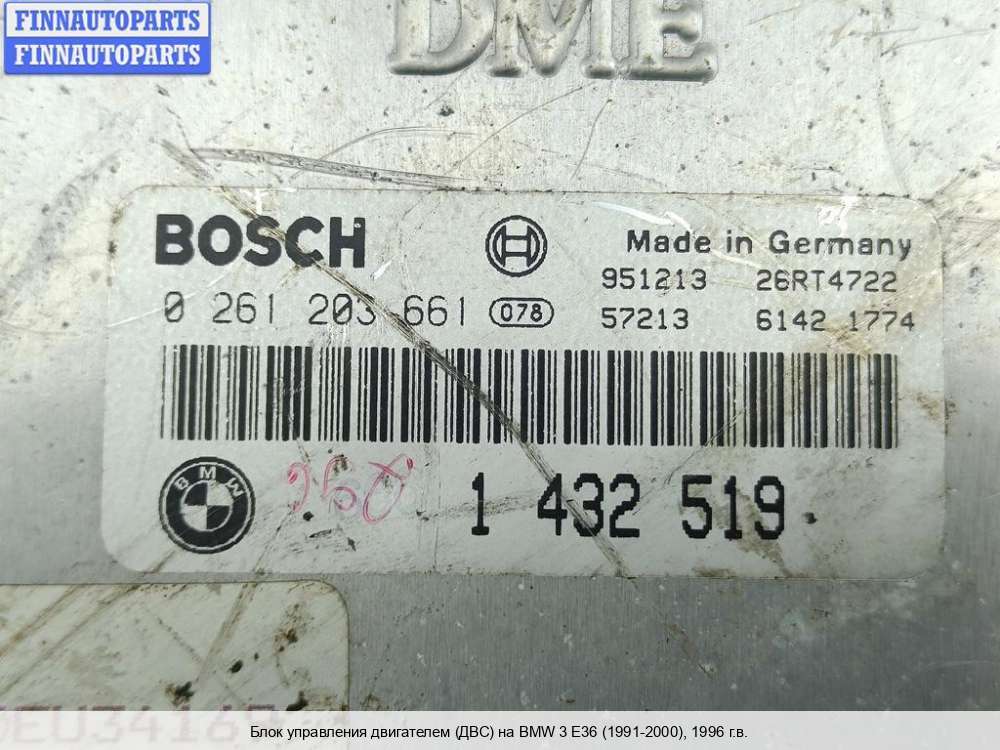 FINNAUTOPARTS
FINNAUTOPARTS
DME
BOSCH
Made in Germany
951213 26RT4722
0 261 203 661 078
57213 6142 1774
BMW
1 432 519
Блок управления двигателем (ДВС) на BMW 3 E36 (1991-2000), 1996 г.в.